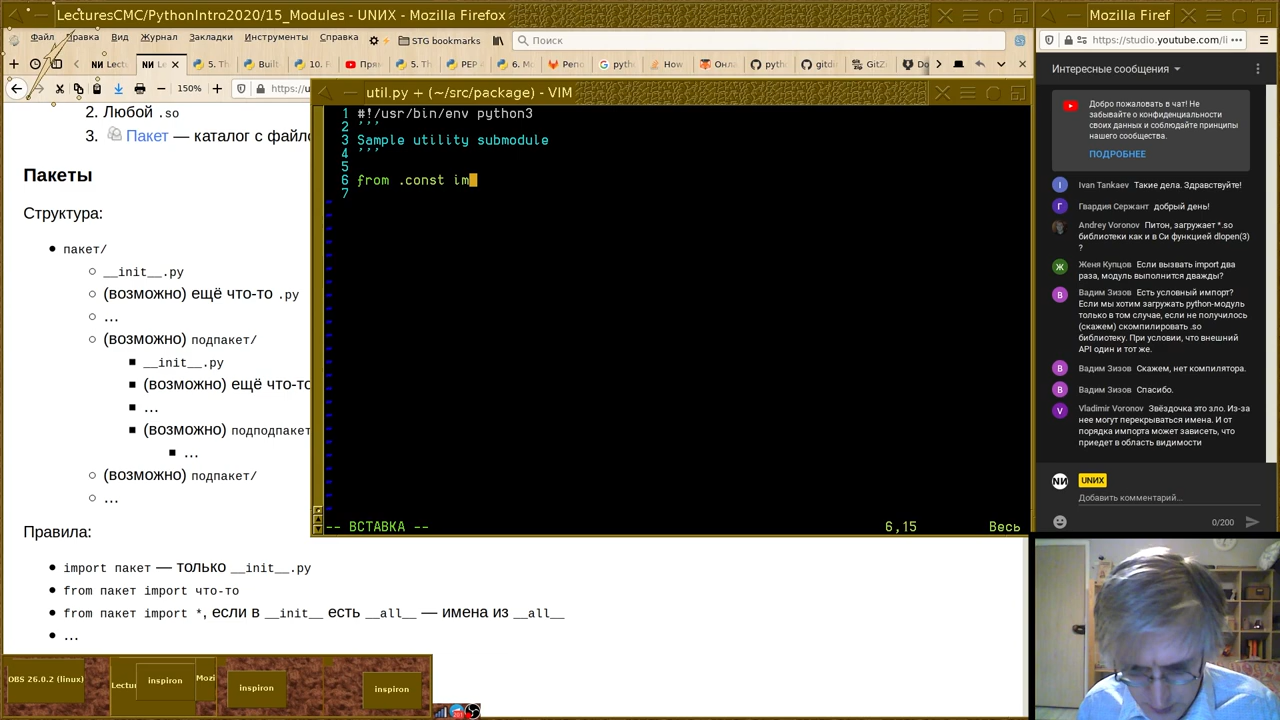 LecturesCMC/PythonIntro2020/15_Modules - UNИX - Mozilla Firefox
Файл Правка Вид Журнал Закладки Инструменты Справка
STG bookmarks
Поиск
150%
2. Любой .so
3. Пакет — каталог с файло
Пакеты
Структура:
пакет/
__init__.py
(возможно) ещё что-то .py
…
(возможно) подпакет/
__init__.py
(возможно) ещё что-то
…
(возможно) подподпакет
…
(возможно) подпакет/
…
Правила:
import пакет — только __init__.py
from пакет import что-то
from пакет import *, если в __init__ есть __all__ — имена из __all__
…
util.py + (~/src/package) - VIM
1 #!/usr/bin/env python3
2 '''
3 Sample utility submodule
4 '''
5
6 from .const im
7
-- ВСТАВКА --
6,15
Весь
OBS 26.0.2 (linux)
Lectur
inspiron
Mozi
inspiron
inspiron
Mozilla Firef
https://studio.youtube.com/li
Интересные сообщения
Добро пожаловать в чат! Не
забывайте о конфиденциальности
своих данных и соблюдайте принципы
нашего сообщества.
ПОДРОБНЕЕ
Ivan Tankaev Такие дела. Здравствуйте!
Гвардия Сержант добрый день!
Andrey Voronov Питон, загружает *.so
библиотеки как и в Си функцией dlopen(3)
?
Женя Купцов Если вызвать import два
раза, модуль выполнится дважды?
Вадим Зизов Есть условный импорт?
Если мы хотим загружать python-модуль
только в том случае, если не получилось
(скажем) скомпилировать .so
библиотеку. При условии, что внешний
API один и тот же.
Вадим Зизов Скажем, нет компилятора.
Вадим Зизов Спасибо.
Vladimir Voronov Звёздочка это зло. Из-за
нее могут перекрываться имена. И от
порядка импорта может зависеть, что
приедет в область видимости
UNИX
Добавить комментарий...
0/200